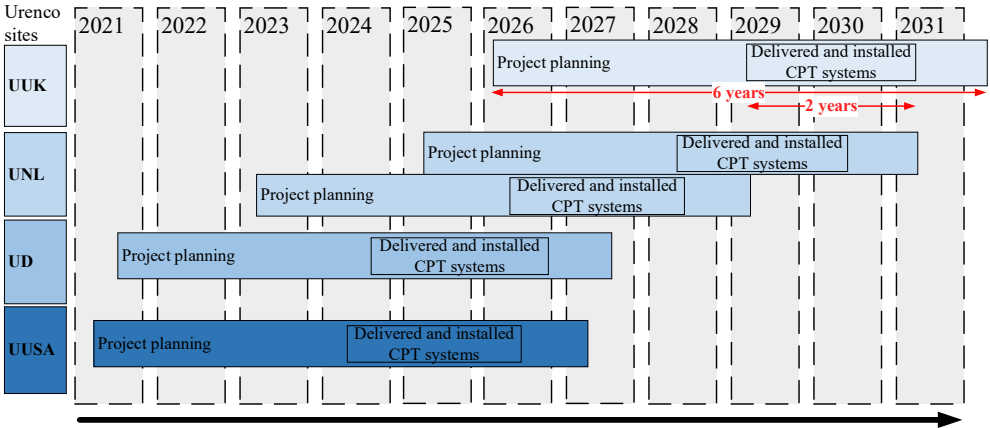 Urenco
sites
2021 2022 2023 2024 2025 2026 2027 2028 2029 2030 2031
UUK
Project planning
Delivered and installed
CPT systems
6 years
2 years
UNL
Project planning
Delivered and installed
CPT systems
Project planning
Delivered and installed
CPT systems
UD
Project planning
Delivered and installed
CPT systems
UUSA
Project planning
Delivered and installed
CPT systems